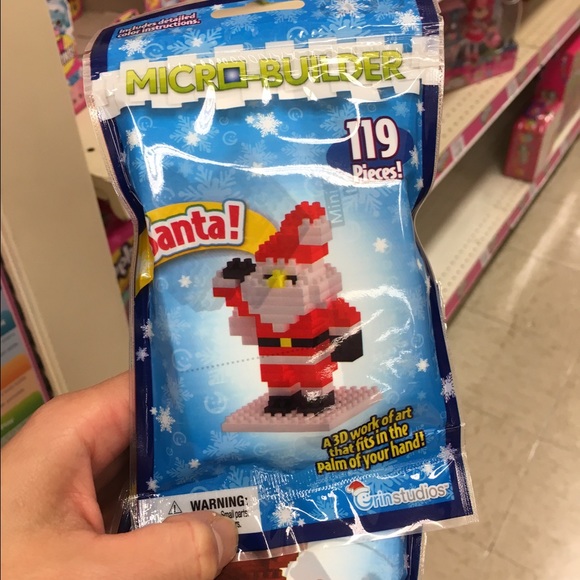 Includes detailed
color instructions.
MICRO-BUILDER
119
Pieces!
Santa!
A 3D work of art
that fits in the
palm of your hand!
WARNING:
Small parts
Grinstudios